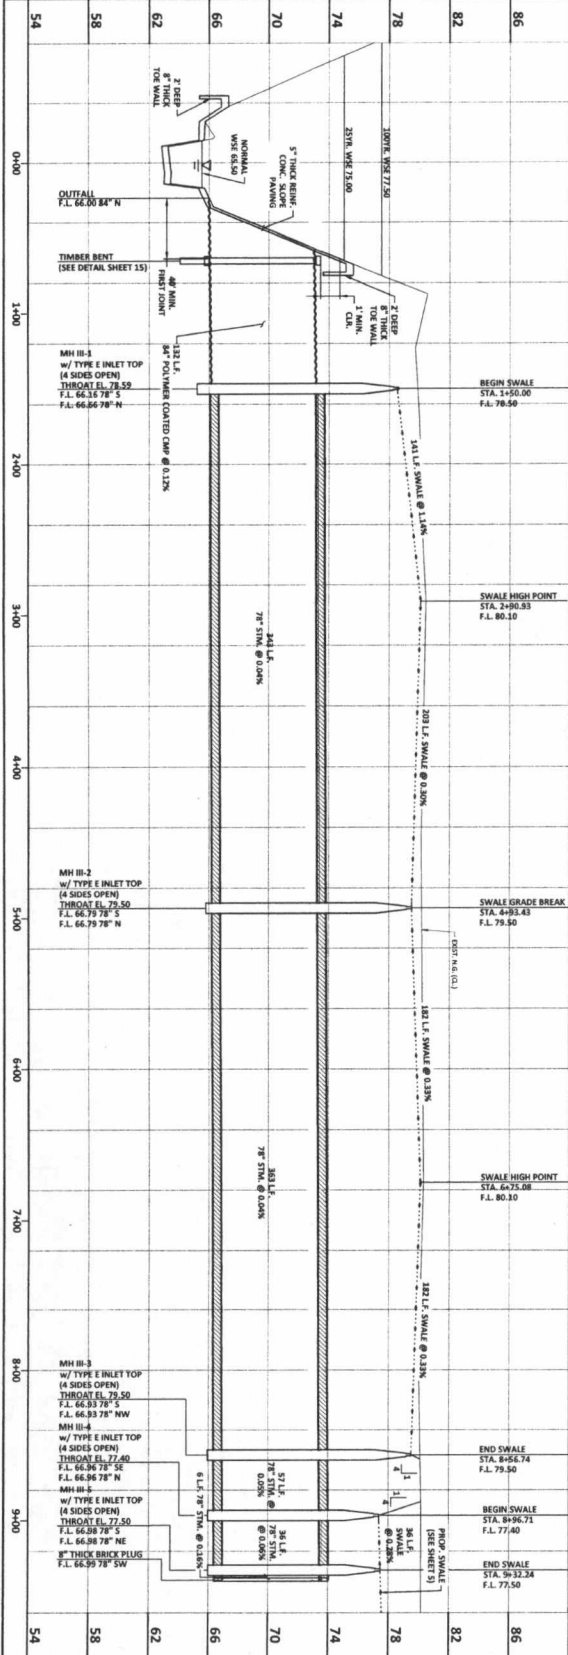 54
58
62
66
70
74
78
82
86
0+00
1+00
2+00
3+00
4+00
5+00
6+00
7+00
8+00
9+00
100YR. WSE 77.50
25YR. WSE 75.00
2' DEEP
8" THICK
TOE WALL
NORMAL
WSE 65.50
5" THICK REINF.
CONC. SLOPE
PAVING
2' DEEP
8" THICK
TOE WALL
1' MIN.
CLR.
40' MIN.
FIRST JOINT
OUTFALL
F.L. 66.00 84" N
TIMBER BENT
(SEE DETAIL SHEET 15)
132 L.F.
84" POLYMER COATED CMP @ 0.12%
MH III-1
w/ TYPE E INLET TOP
(4 SIDES OPEN)
THROAT EL. 78.59
F.L. 66.16 78" S
F.L. 66.66 78" N
BEGIN SWALE
STA. 1+50.00
F.L. 78.50
141 L.F. SWALE @ 1.14%
SWALE HIGH POINT
STA. 2+90.93
F.L. 80.10
343 L.F.
78" STM. @ 0.04%
203 L.F. SWALE @ 0.30%
MH III-2
w/ TYPE E INLET TOP
(4 SIDES OPEN)
THROAT EL. 79.50
F.L. 66.79 78" S
F.L. 66.79 78" N
SWALE GRADE BREAK
STA. 4+93.43
F.L. 79.50
EXIST. N.G. (CL)
182 L.F. SWALE @ 0.33%
SWALE HIGH POINT
STA. 6+75.08
F.L. 80.10
363 L.F.
78" STM. @ 0.04%
182 L.F. SWALE @ 0.33%
MH III-3
w/ TYPE E INLET TOP
(4 SIDES OPEN)
THROAT EL. 79.50
F.L. 66.93 78" S
F.L. 66.93 78" NW
MH III-4
w/ TYPE E INLET TOP
(4 SIDES OPEN)
THROAT EL. 77.40
F.L. 66.96 78" SE
F.L. 66.96 78" N
MH III-5
w/ TYPE E INLET TOP
(4 SIDES OPEN)
THROAT EL. 77.50
F.L. 66.98 78" S
F.L. 66.98 78" NE
8" THICK BRICK PLUG
F.L. 66.99 78" SW
57 L.F.
78" STM. @
0.05%
36 L.F.
78" STM.
@ 0.06%
6 L.F. 78" STM. @ 0.16%
1
4
1
4
36 L.F.
SWALE
@ 0.28%
PROP. SWALE
(SEE SHEET 5)
END SWALE
STA. 8+56.74
F.L. 79.50
BEGIN SWALE
STA. 8+96.71
F.L. 77.40
END SWALE
STA. 9+32.24
F.L. 77.50
54
58
62
66
70
74
78
82
86